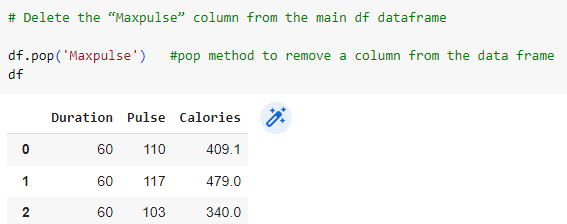 # Delete the “Maxpulse” column from the main df dataframe
df.pop('Maxpulse')   #pop method to remove a column from the data frame
df
Duration Pulse Calories
0 60 110 409.1
1 60 117 479.0
2 60 103 340.0